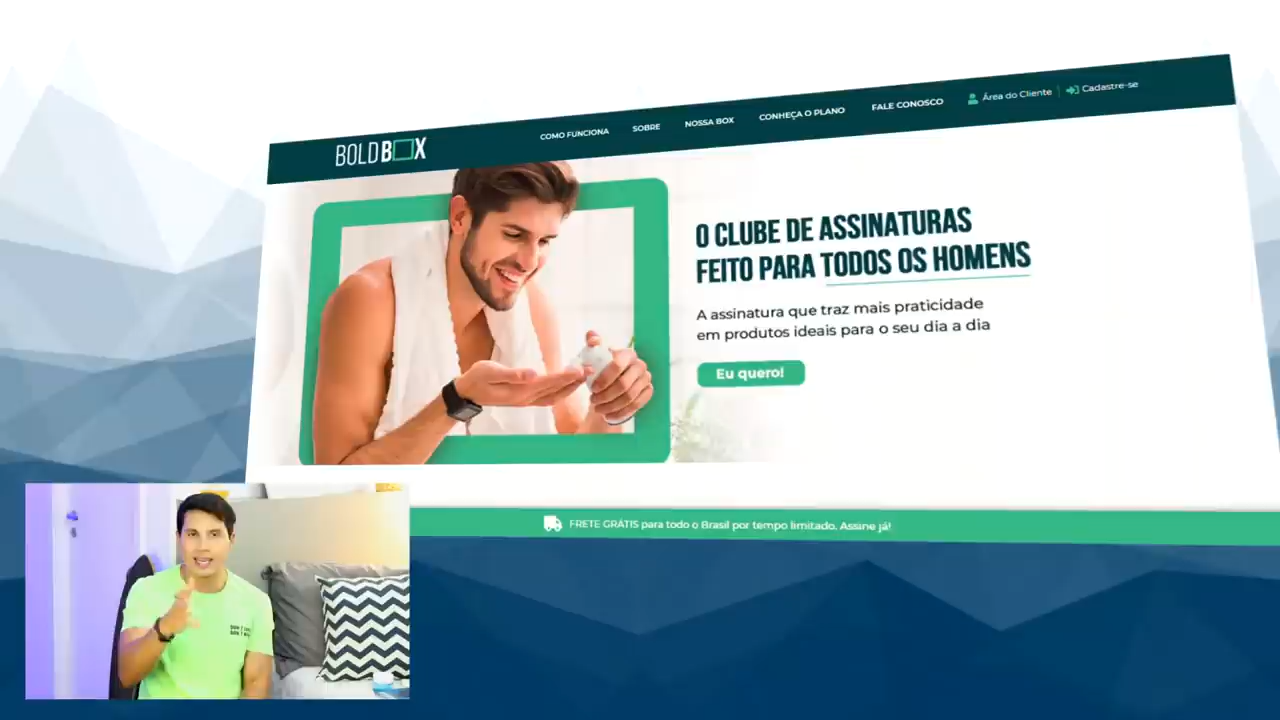 BOLDBOX
COMO FUNCIONA
SOBRE
NOSSA BOX
CONHEÇA O PLANO
FALE CONOSCO
Área do Cliente
Cadastre-se
O CLUBE DE ASSINATURAS
FEITO PARA TODOS OS HOMENS
A assinatura que traz mais praticidade
em produtos ideais para o seu dia a dia
Eu quero!
FRETE GRÁTIS para todo o Brasil por tempo limitado. Assine já!